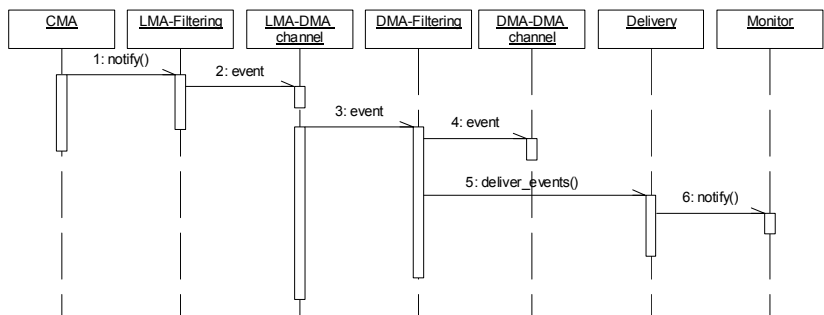 CMA
LMA-Filtering
LMA-DMA
channel
DMA-Filtering
DMA-DMA
channel
Delivery
Monitor
1: notify()
2: event
3: event
4: event
5: deliver_events()
6: notify()